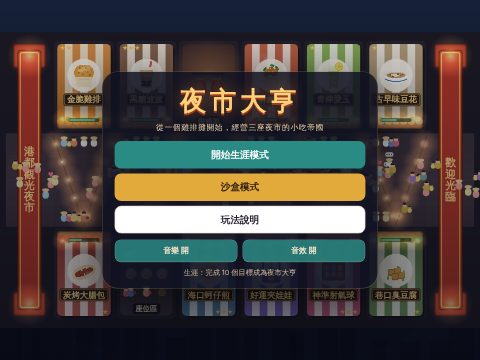 金脆雞排
古早味豆花
夜市大亨
從一個雞排攤開始，經營三座夜市的小吃帝國
開始生涯模式
沙盒模式
玩法說明
音樂 開
音效 開
生涯：完成 10 個目標成為夜市大亨
港都觀光夜市
歡迎光臨
炭烤大腸包
座位區
海口蚵仔煎
好運夾娃娃
神準射氣球
巷口臭豆腐